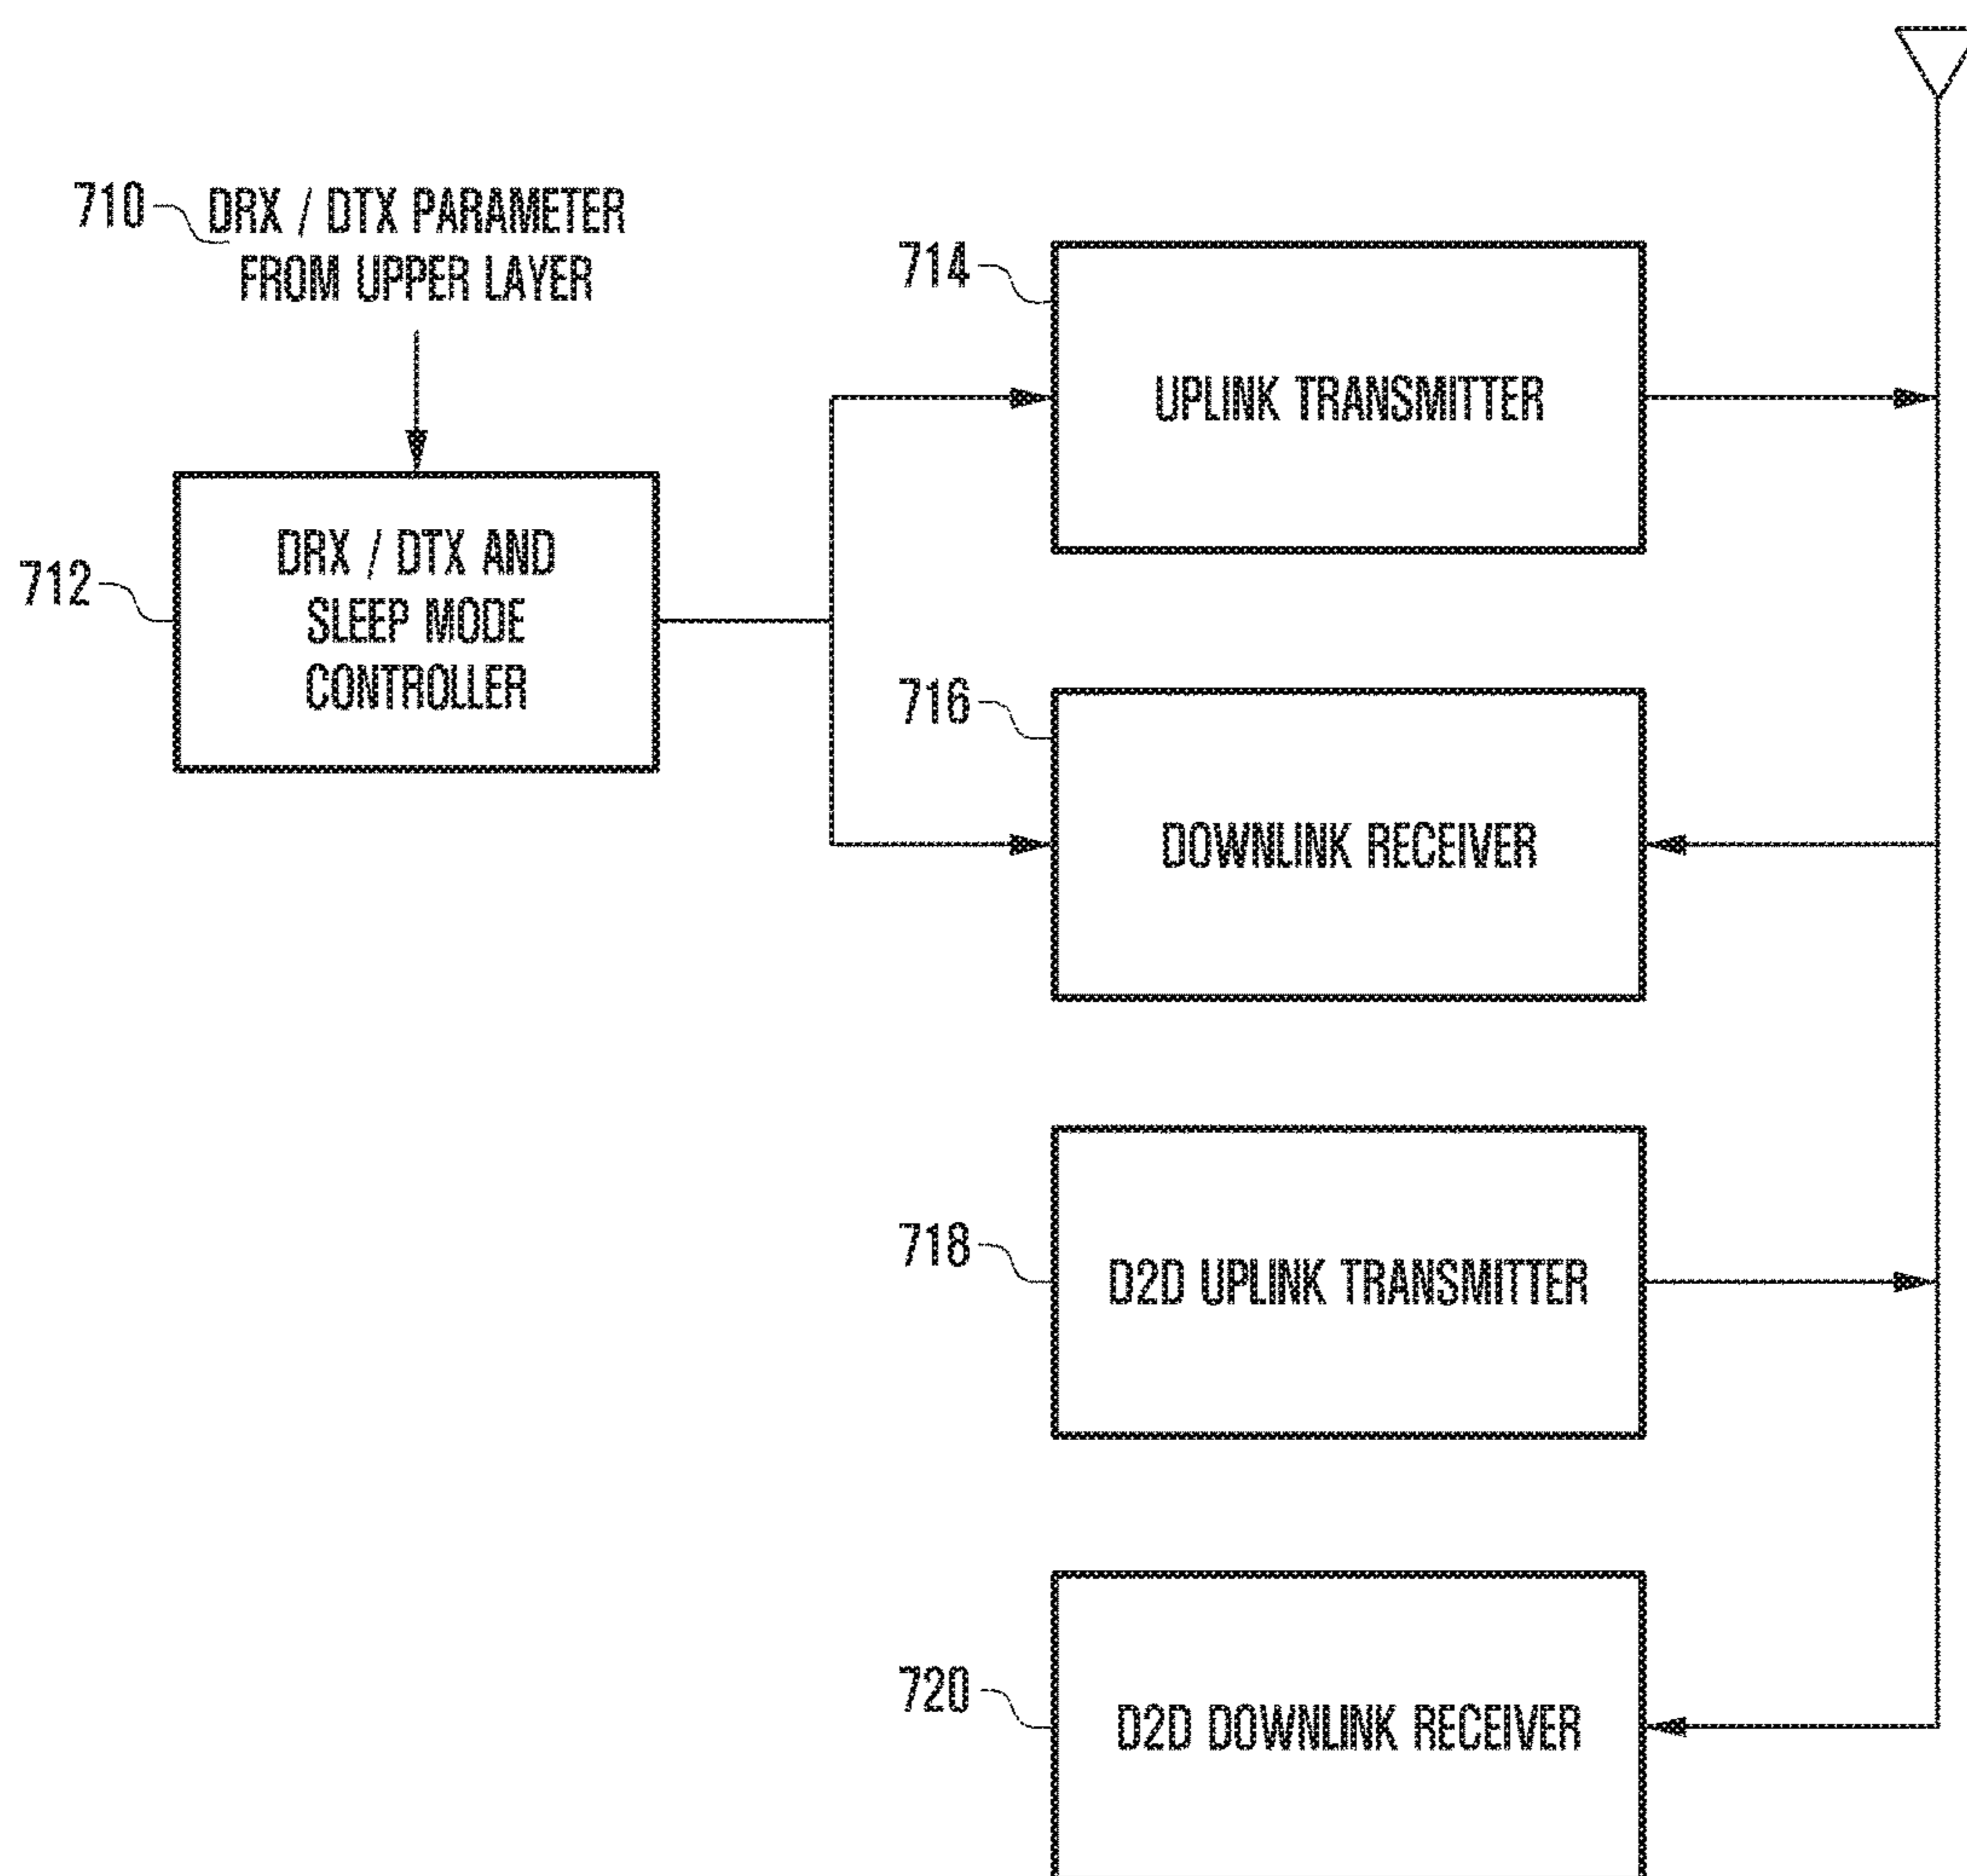 710
DRX / DTX PARAMETER
FROM UPPER LAYER
712
DRX / DTX AND
SLEEP MODE
CONTROLLER
714
UPLINK TRANSMITTER
716
DOWNLINK RECEIVER
718
D2D UPLINK TRANSMITTER
720
D2D DOWNLINK RECEIVER